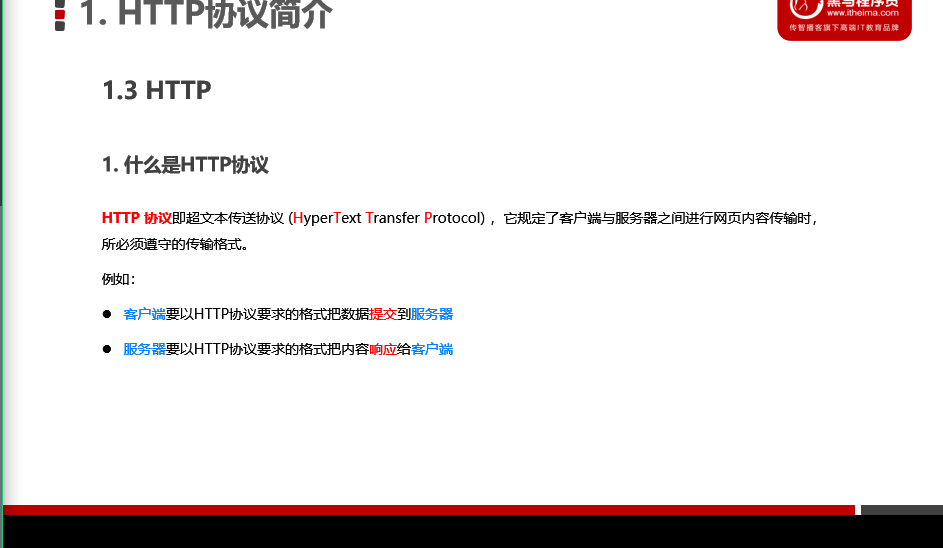 1. HTTP协议简介
黑马程序员
www.itheima.com
传智播客旗下高端IT教育品牌
1.3 HTTP
1. 什么是HTTP协议
HTTP 协议即超文本传送协议 (HyperText Transfer Protocol) ，它规定了客户端与服务器之间进行网页内容传输时，
所必须遵守的传输格式。
例如：
● 客户端要以HTTP协议要求的格式把数据提交到服务器
● 服务器要以HTTP协议要求的格式把内容响应给客户端